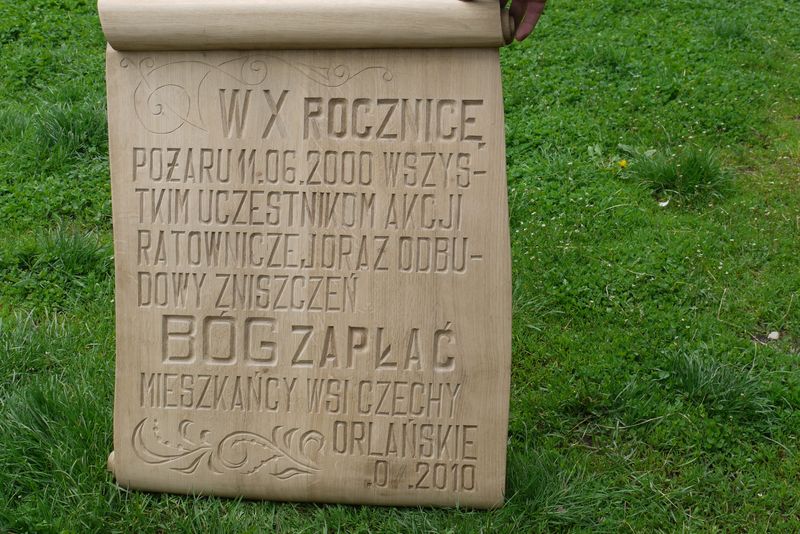 W X ROCZNICĘ
POŻARU 11.06.2000 WSZYS-
TKIM UCZESTNIKOM AKCJI
RATOWNICZEJ ORAZ ODBU-
DOWY ZNISZCZEŃ
BÓG ZAPŁAĆ
MIESZKAŃCY WSI CZECHY
ORLAŃSKIE
.2010